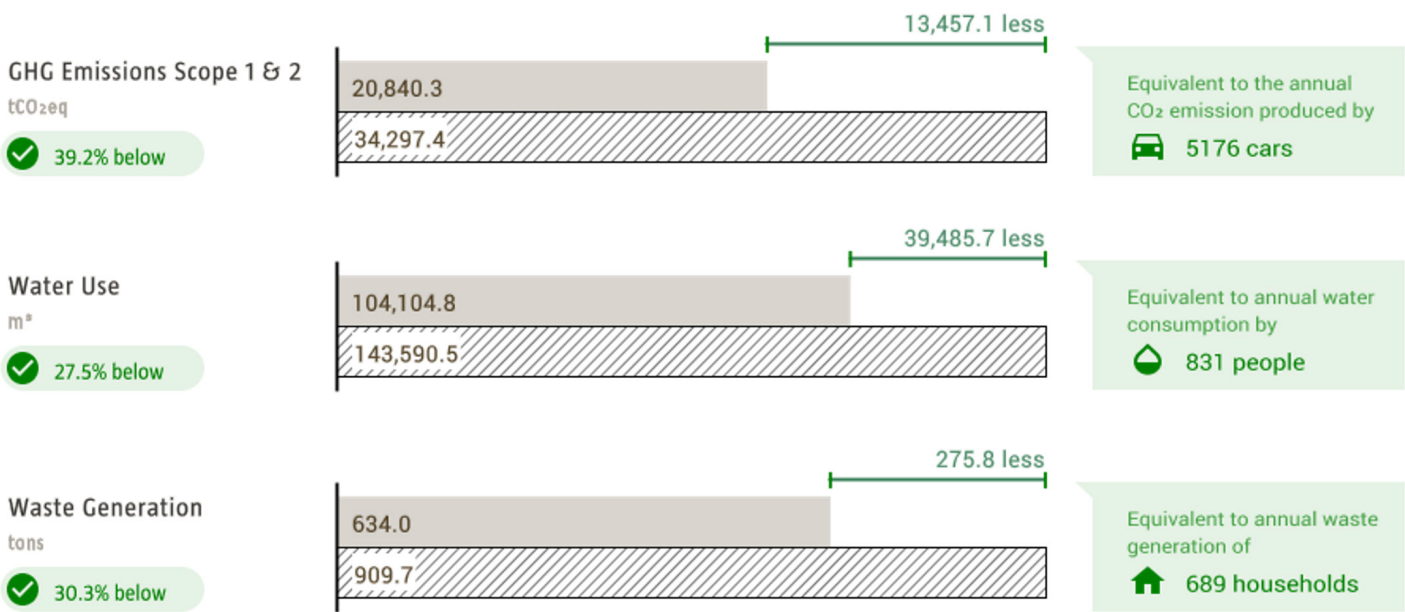 13,457.1 less
GHG Emissions Scope 1 & 2
tCO₂eq
39.2% below
20,840.3
34,297.4
Equivalent to the annual
CO₂ emission produced by
5176 cars
39,485.7 less
Water Use
m³
27.5% below
104,104.8
143,590.5
Equivalent to annual water
consumption by
831 people
275.8 less
Waste Generation
tons
30.3% below
634.0
909.7
Equivalent to annual waste
generation of
689 households